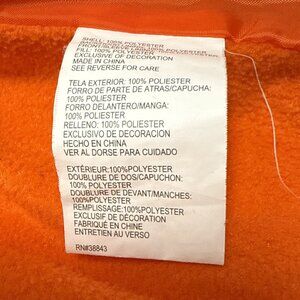 SHELL: 100% POLYESTER
100% POLYESTER
FILL: 100% POLYESTER
EXCLUSIVE OF DECORATION
MADE IN CHINA
SEE REVERSE FOR CARE
TELA EXTERIOR: 100% POLIESTER
FORRO DE PARTE DE ATRAS/CAPUCHA:
100% POLIESTER
FORRO DELANTERO/MANGA:
100% POLIESTER
RELLENO: 100% POLIESTER
EXCLUSIVO DE DECORACION
HECHO EN CHINA
VER AL DORSE PARA CUIDADO
EXTÉRIEUR:100%POLYESTER
DOUBLURE DE DOS/CAPUCHON:
100% POLYESTER
DOUBLURE DE DEVANT/MANCHES:
100%POLYESTER
REMPLISSAGE:100%POLYESTER
EXCLUSIF DE DÉCORATION
FABRIQUÉ EN CHINE
ENTRETIEN AU VERSO
RN#38843